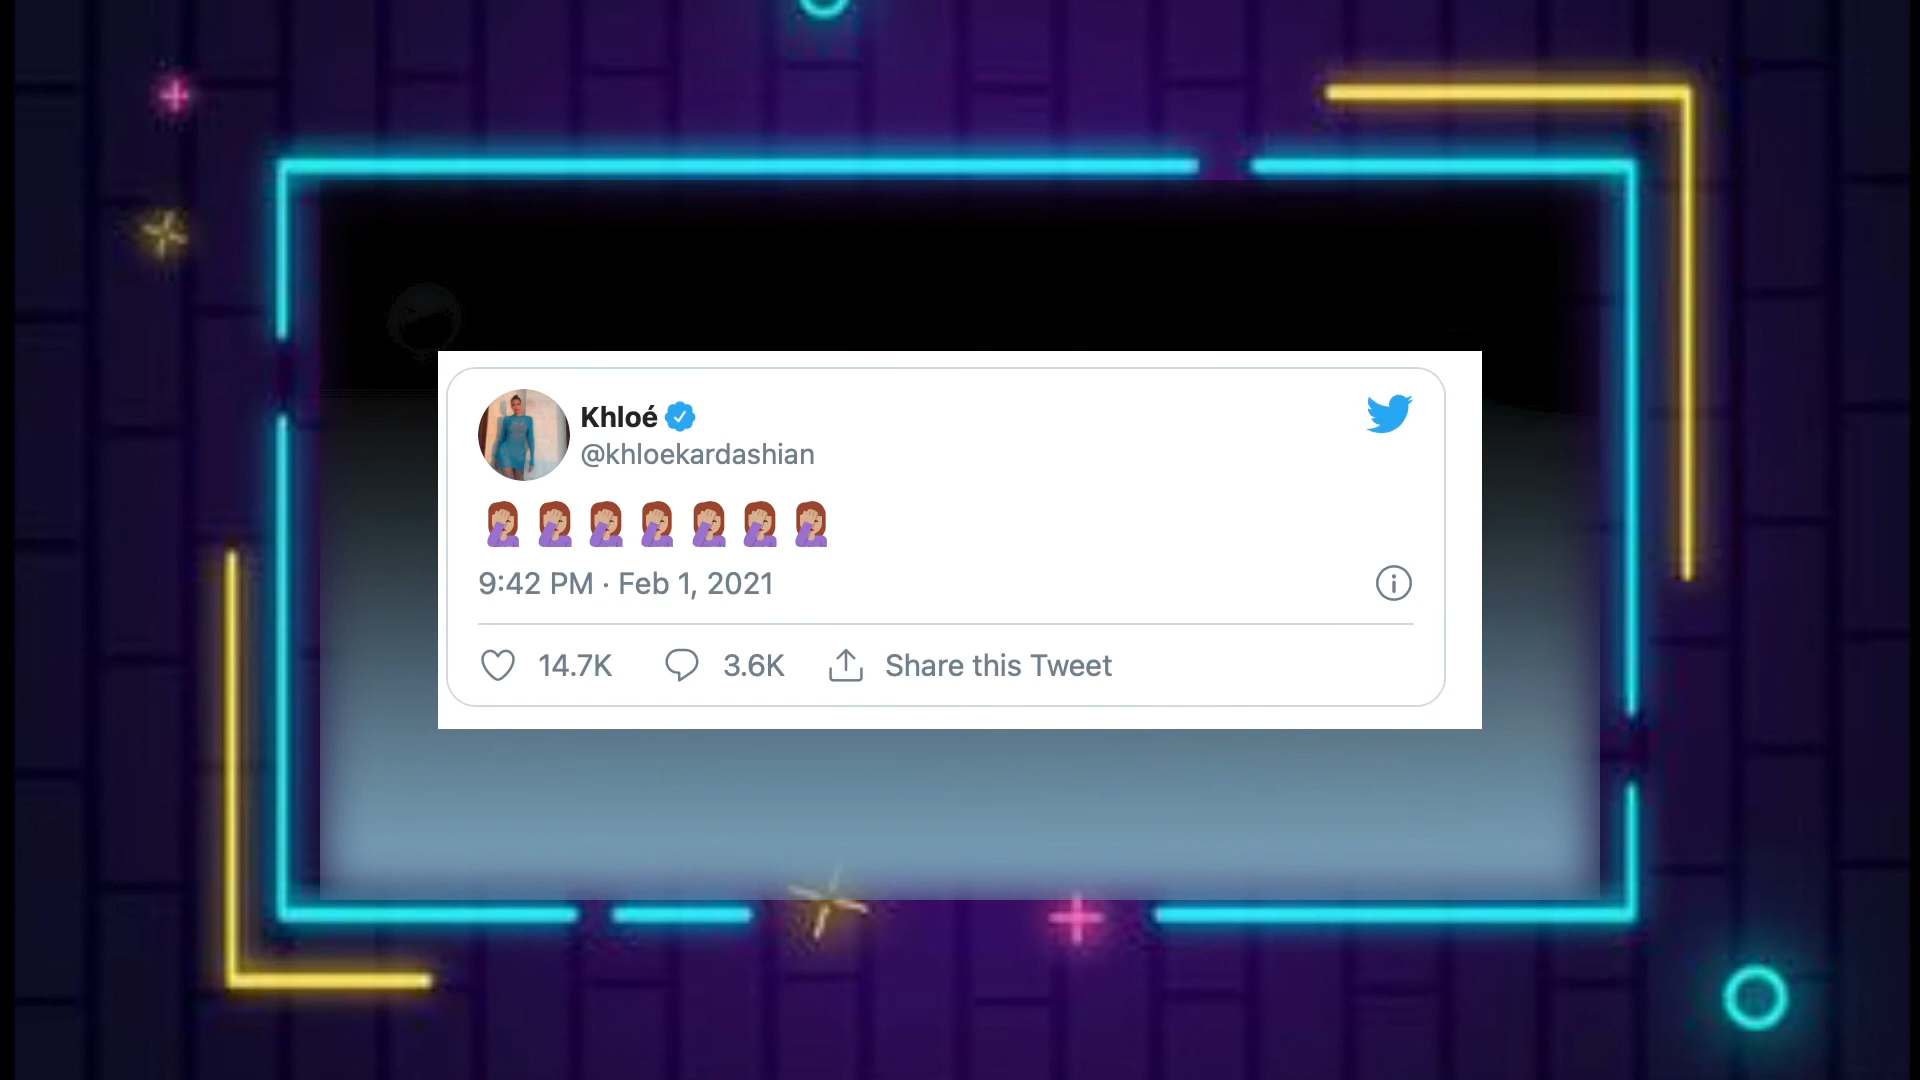 Khloé
@khloekardashian
🤦🏽‍♀️ 🤦🏽‍♀️ 🤦🏽‍♀️ 🤦🏽‍♀️ 🤦🏽‍♀️ 🤦🏽‍♀️ 🤦🏽‍♀️
9:42 PM · Feb 1, 2021
14.7K 3.6K Share this Tweet